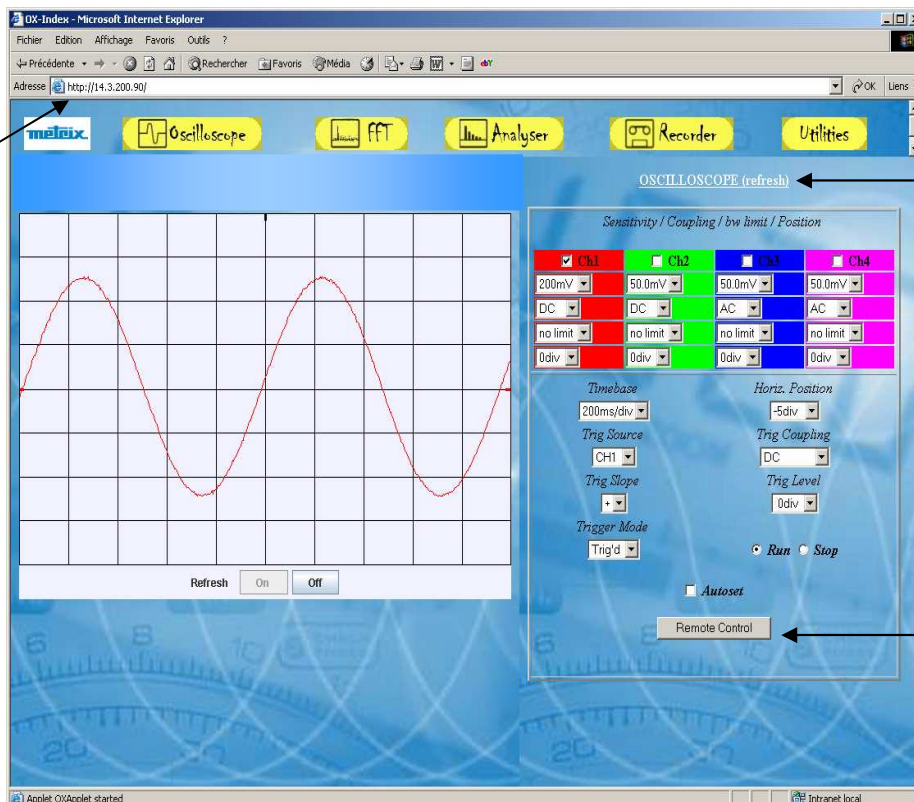 OX-Index - Microsoft Internet Explorer
Fichier Edition Affichage Favoris Outils ?
Précédente Rechercher Favoris Média
Adresse http://14.3.200.90/ OK Liens
metrix Oscilloscope FFT Analyser Recorder Utilities
OSCILLOSCOPE (refresh)
Sensitivity / Coupling / bw limit / Position
Ch1 Ch2 Ch3 Ch4
200mV 50.0mV 50.0mV 50.0mV
DC DC AC AC
no limit no limit no limit no limit
0div 0div 0div 0div
Timebase Horiz. Position
200ms/div -5div
Trig Source Trig Coupling
CH1 DC
Trig Slope Trig Level
+ 0div
Trigger Mode
Trig'd Run Stop
Refresh On Off
Autoset
Remote Control
Applet OXApplet started Intranet local